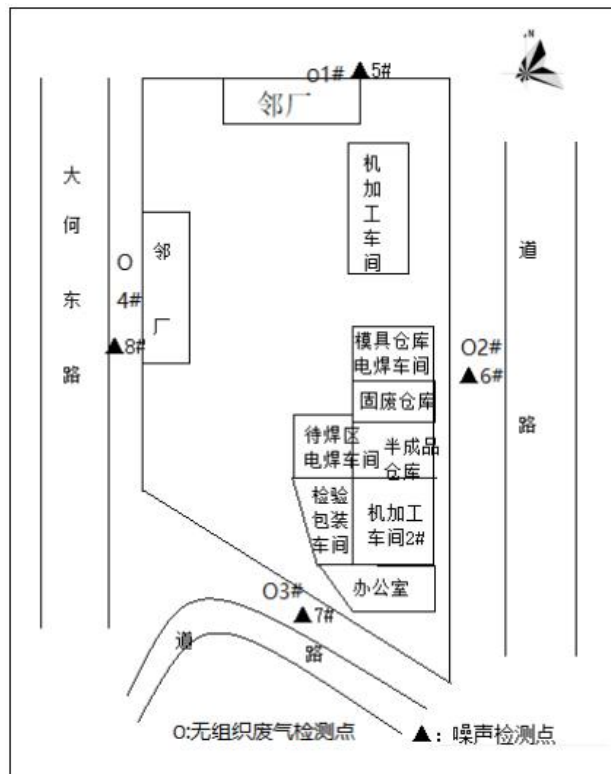 N
O1#
▲5#
邻厂
机加工车间
大何东路
邻厂
O
4#
▲8#
道路
O2#
▲6#
模具仓库
电焊车间
固废仓库
待焊区
电焊车间
半成品
仓库
检验
包装
车间
机加工
车间2#
办公室
O3#
▲7#
道路
O:无组织废气检测点
▲：噪声检测点